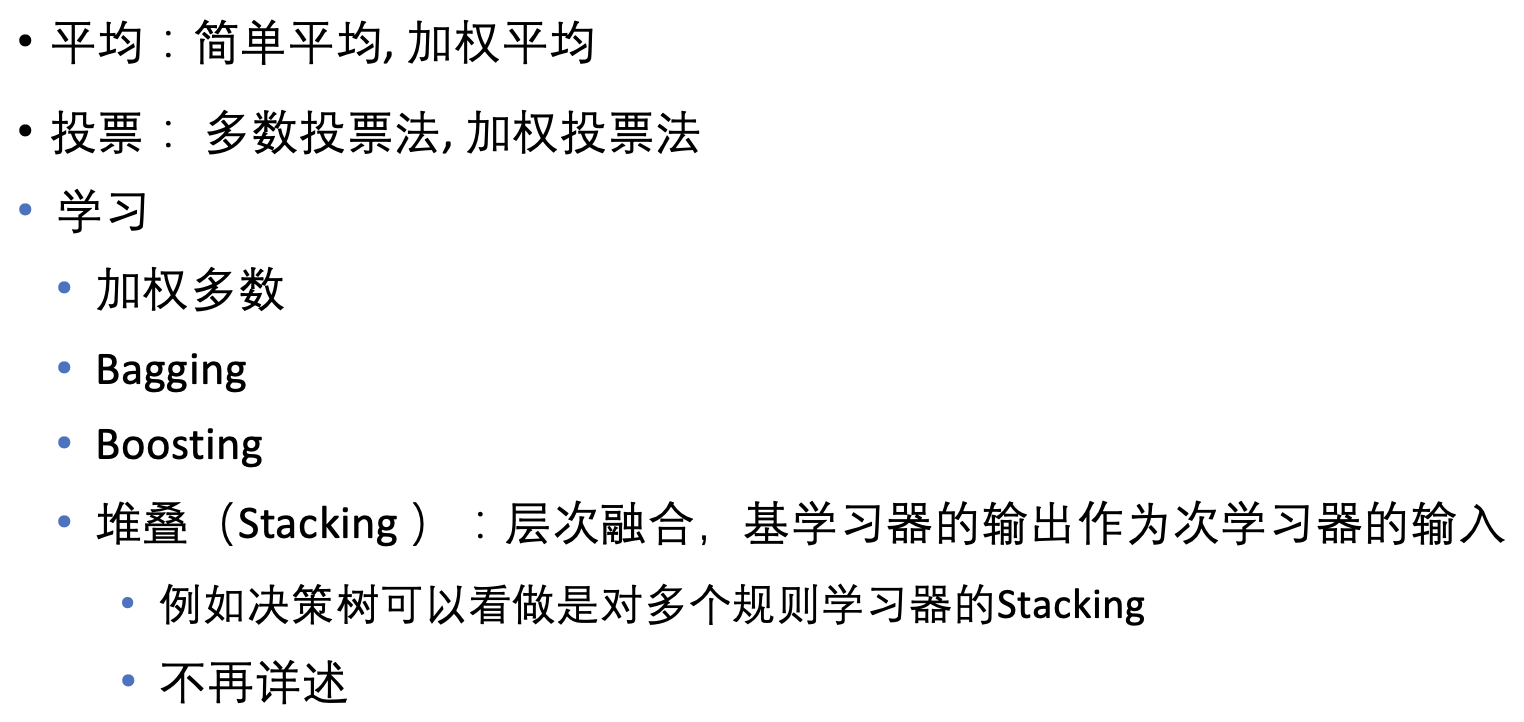 • 平均：简单平均, 加权平均
• 投票： 多数投票法, 加权投票法
• 学习
• 加权多数
• Bagging
• Boosting
• 堆叠（Stacking ）：层次融合，基学习器的输出作为次学习器的输入
• 例如决策树可以看做是对多个规则学习器的Stacking
• 不再详述